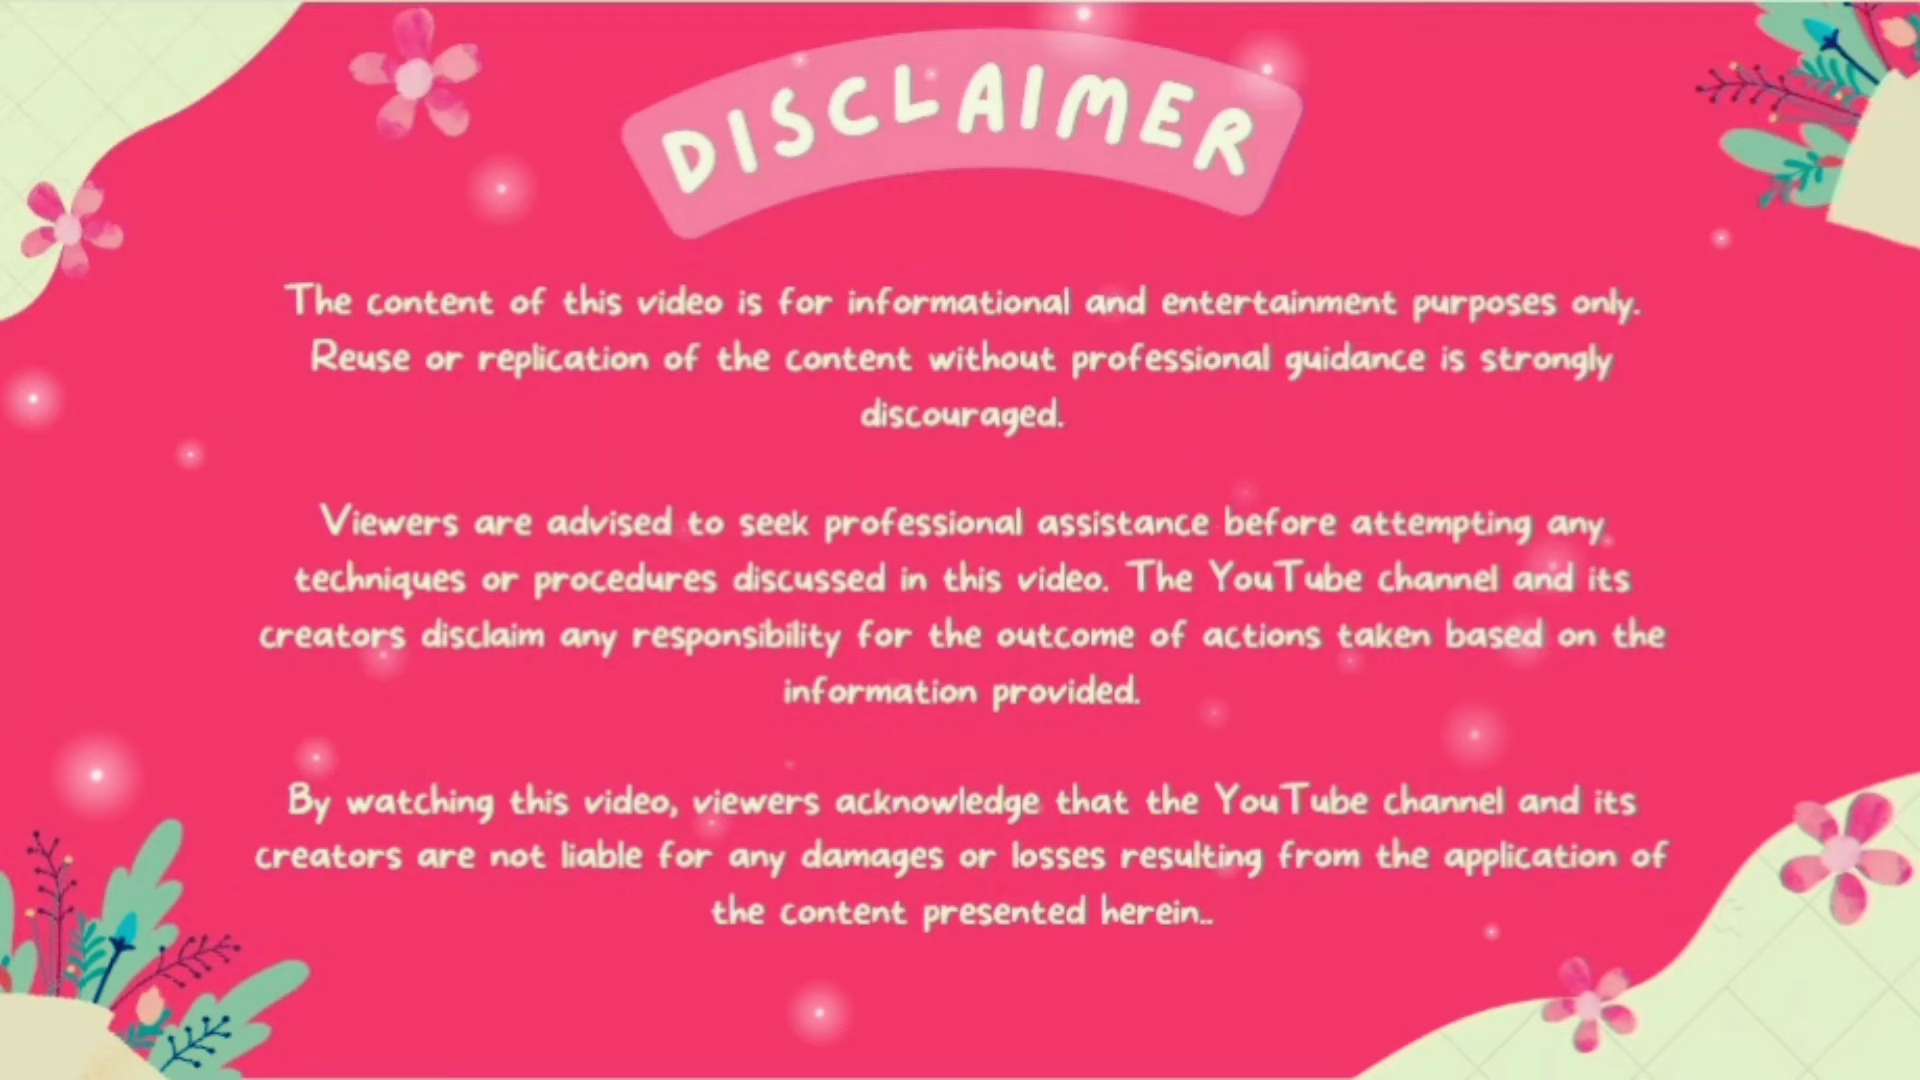 DISCLAIMER
The content of this video is for informational and entertainment purposes only.
Reuse or replication of the content without professional guidance is strongly
discouraged.
Viewers are advised to seek professional assistance before attempting any
techniques or procedures discussed in this video. The YouTube channel and its
creators disclaim any responsibility for the outcome of actions taken based on the
information provided.
By watching this video, viewers acknowledge that the YouTube channel and its
creators are not liable for any damages or losses resulting from the application of
the content presented herein..